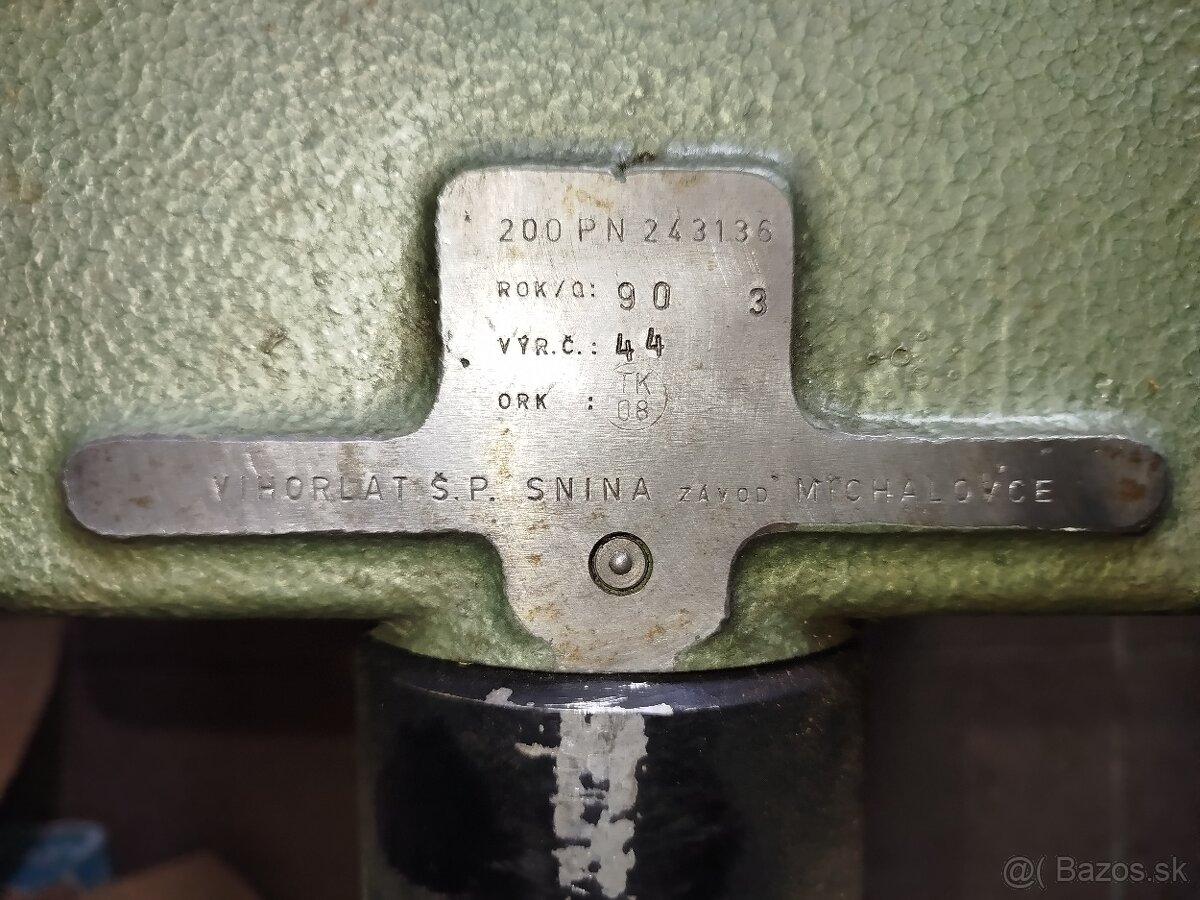 200 PN 243136
ROK/Q: 90 3
VÝR.Č.: 44
ORK : TK 08
VIHORLAT Š.P. SNINA ZÁVOD MICHALOVCE
@( Bazos.sk